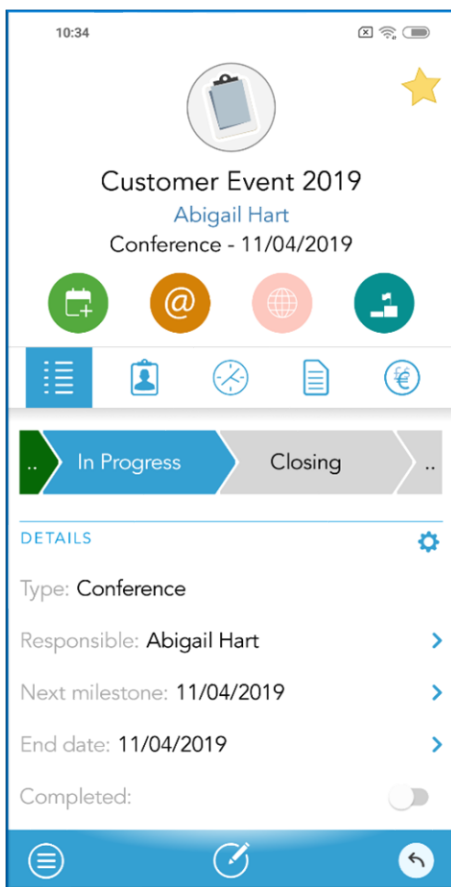 10:34
Customer Event 2019
Abigail Hart
Conference - 11/04/2019
@
.. In Progress Closing ..
DETAILS
Type: Conference
Responsible: Abigail Hart
Next milestone: 11/04/2019
End date: 11/04/2019
Completed: